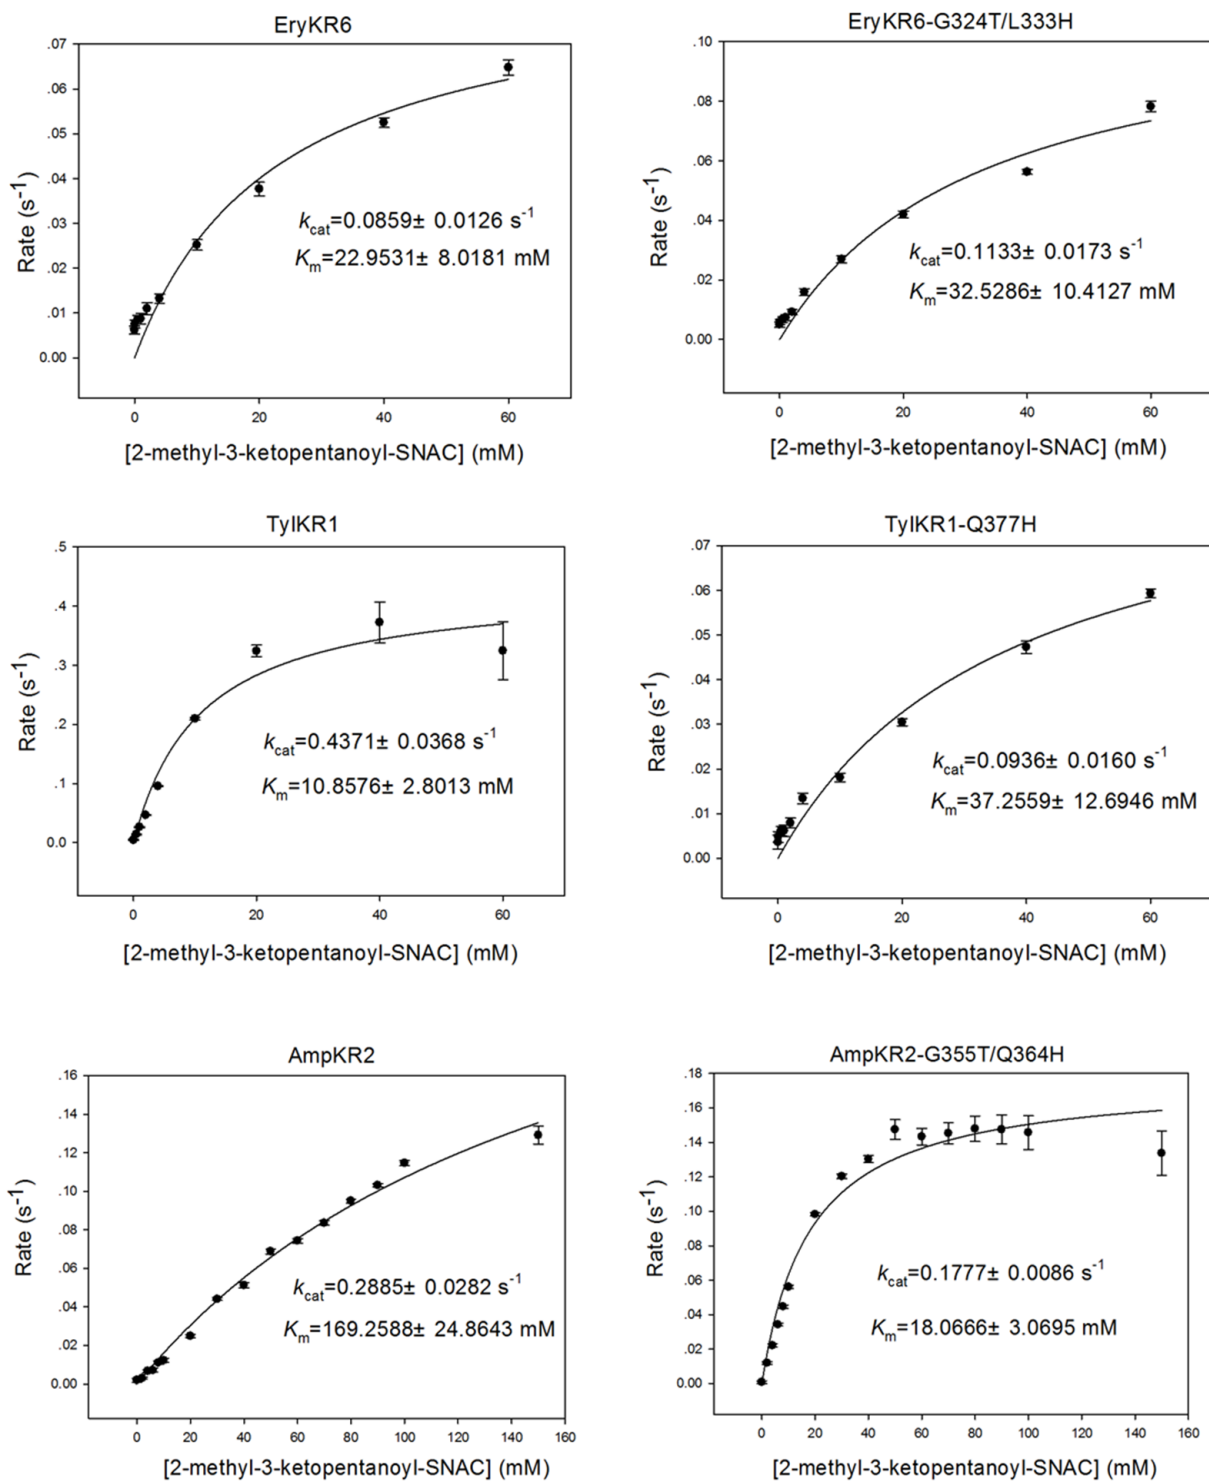 EryKR6
.07
.06
.05
.04
.03
.02
.01
0.00
Rate (s-1)
kcat=0.0859± 0.0126 s-1
Km=22.9531± 8.0181 mM
0 20 40 60
[2-methyl-3-ketopentanoyl-SNAC] (mM)
EryKR6-G324T/L333H
.10
.08
.06
.04
.02
0.00
Rate (s-1)
kcat=0.1133± 0.0173 s-1
Km=32.5286± 10.4127 mM
0 20 40 60
[2-methyl-3-ketopentanoyl-SNAC] (mM)
TylKR1
.5
.4
.3
.2
.1
0.0
Rate (s-1)
kcat=0.4371± 0.0368 s-1
Km=10.8576± 2.8013 mM
0 20 40 60
[2-methyl-3-ketopentanoyl-SNAC] (mM)
TylKR1-Q377H
.07
.06
.05
.04
.03
.02
.01
0.00
Rate (s-1)
kcat=0.0936± 0.0160 s-1
Km=37.2559± 12.6946 mM
0 20 40 60
[2-methyl-3-ketopentanoyl-SNAC] (mM)
AmpKR2
.16
.14
.12
.10
.08
.06
.04
.02
0.00
Rate (s-1)
kcat=0.2885± 0.0282 s-1
Km=169.2588± 24.8643 mM
0 20 40 60 80 100 120 140 160
[2-methyl-3-ketopentanoyl-SNAC] (mM)
AmpKR2-G355T/Q364H
.18
.16
.14
.12
.10
.08
.06
.04
.02
0.00
Rate (s-1)
kcat=0.1777± 0.0086 s-1
Km=18.0666± 3.0695 mM
0 20 40 60 80 100 120 140 160
[2-methyl-3-ketopentanoyl-SNAC] (mM)